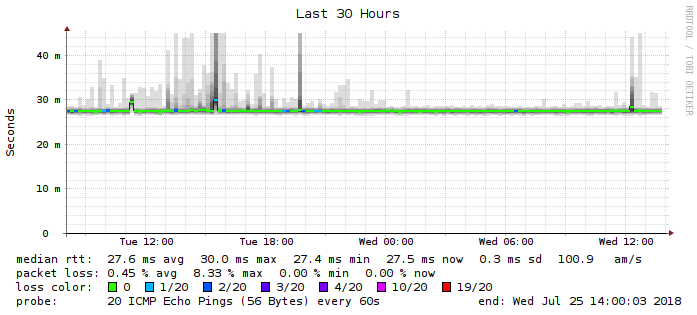 Last 30 Hours
RRDTOOL / TOBI OETIKER
Seconds
40 m
30 m
20 m
10 m
0
Tue 12:00 Tue 18:00 Wed 00:00 Wed 06:00 Wed 12:00
median rtt: 27.6 ms avg 30.0 ms max 27.4 ms min 27.5 ms now 0.3 ms sd 100.9 am/s
packet loss: 0.45 % avg 8.33 % max 0.00 % min 0.00 % now
loss color: 0 1/20 2/20 3/20 4/20 10/20 19/20
probe: 20 ICMP Echo Pings (56 Bytes) every 60s end: Wed Jul 25 14:00:03 2018